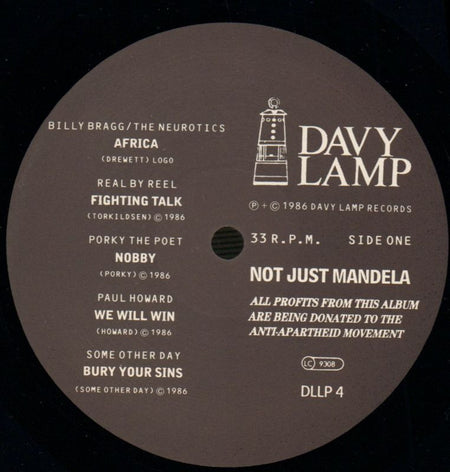 BILLY BRAGG/THE NEUROTICS
AFRICA
(DREWETT) LOGO
REAL BY REEL
FIGHTING TALK
(TORKILDSEN) © 1986
PORKY THE POET
NOBBY
(PORKY) © 1986
PAUL HOWARD
WE WILL WIN
(HOWARD) © 1986
SOME OTHER DAY
BURY YOUR SINS
(SOME OTHER DAY) © 1986
DAVY
LAMP
℗ + © 1986 DAVY LAMP RECORDS
33 R.P.M. SIDE ONE
NOT JUST MANDELA
ALL PROFITS FROM THIS ALBUM
ARE BEING DONATED TO THE
ANTI-APARTHEID MOVEMENT
LC 9308
DLLP 4